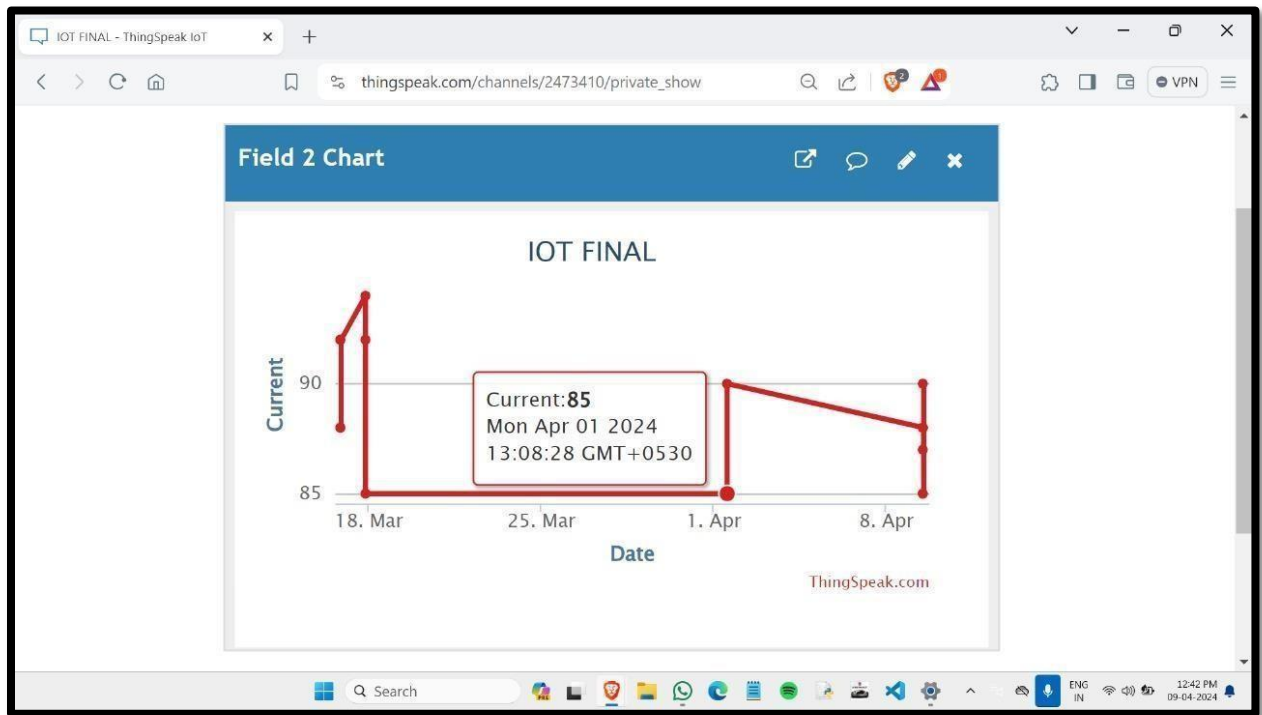 IOT FINAL - ThingSpeak IoT
thingspeak.com/channels/2473410/private_show
2
1
VPN
Field 2 Chart
IOT FINAL
Current
90
85
Current:85
Mon Apr 01 2024
13:08:28 GMT+0530
18. Mar
25. Mar
1. Apr
8. Apr
Date
ThingSpeak.com
Search
ENG
IN
12:42 PM
09-04-2024